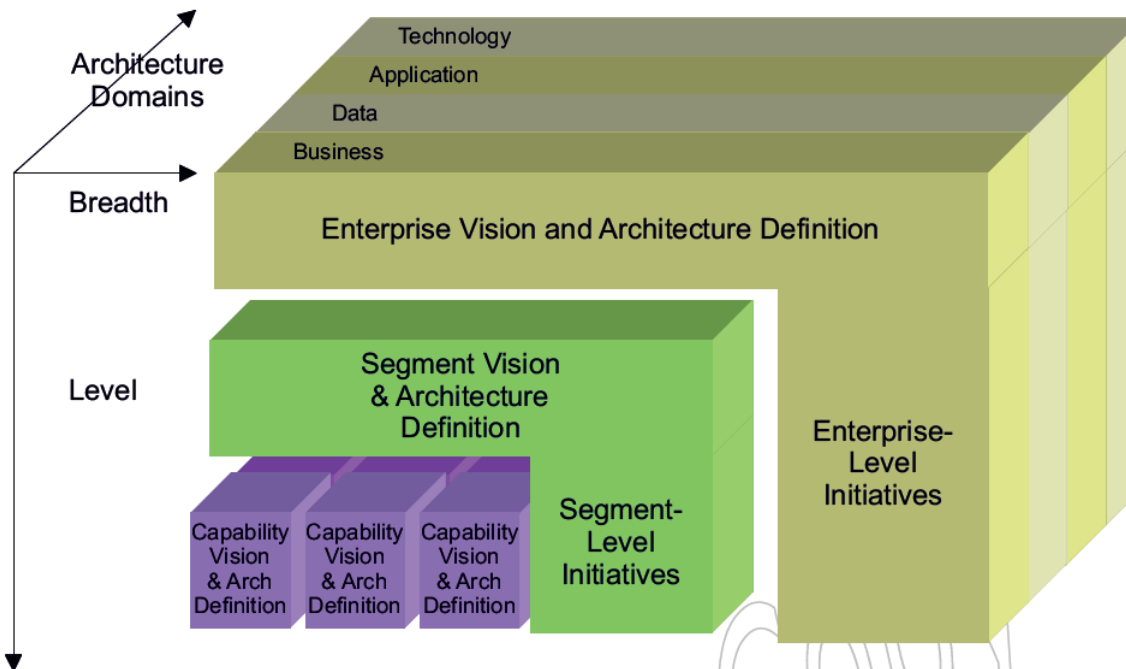 Technology
Architecture
Domains
Application
Data
Business
Breadth
Enterprise Vision and Architecture Definition
Segment Vision
& Architecture
Definition
Level
Enterprise-
Level
Initiatives
Segment-
Level
Initiatives
Capability
Vision
& Arch
Definition
Capability
Vision
& Arch
Definition
Capability
Vision
& Arch
Definition